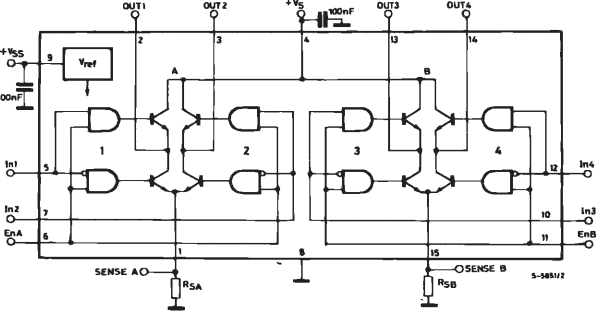 OUT1 OUT2 +VS 100nF OUT3 OUT4
2 3 4 13 14
+VSS 9 Vref
A B
00nF
1 2 3 4
In1 5 12 In4
In2 7 10 In3
EnA 6 11 EnB
1 8 15
SENSE A SENSE B
RSA RSB S-5851/2